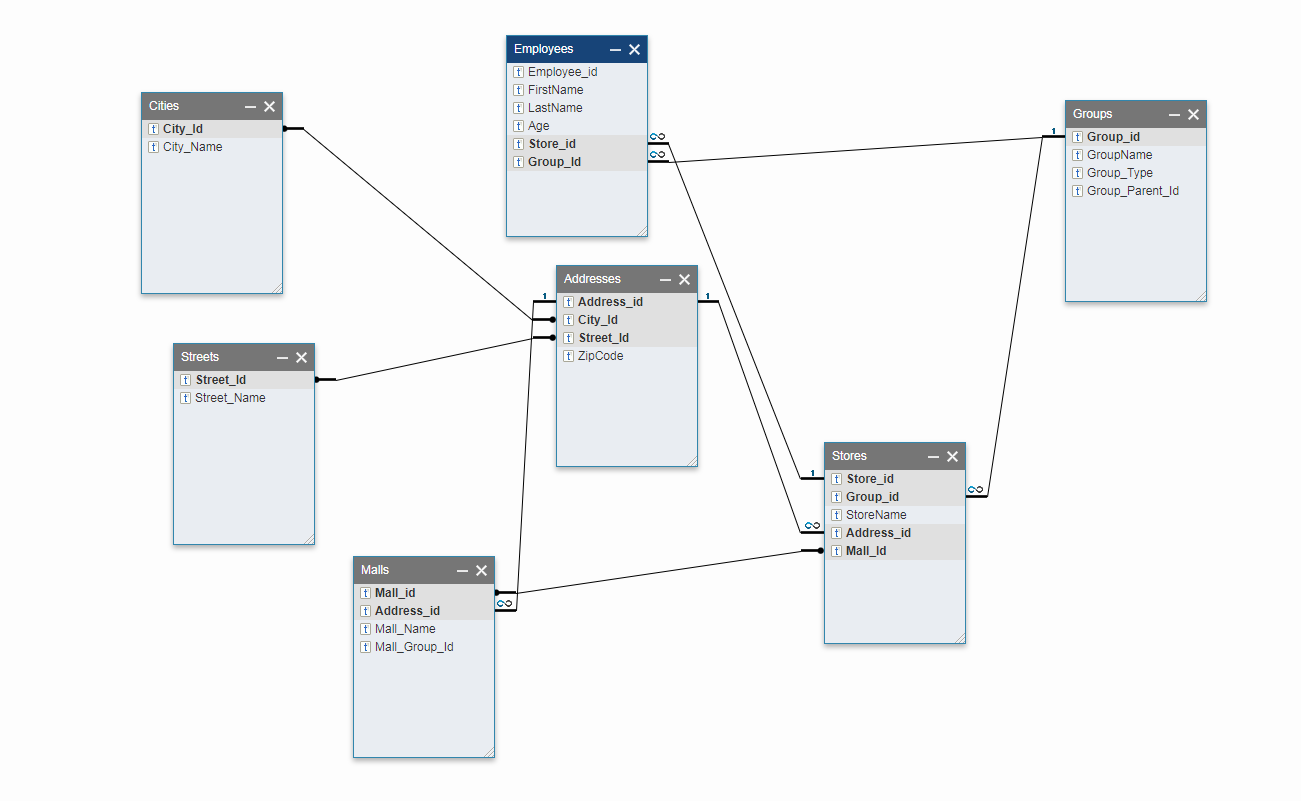 Employees
Employee_id
FirstName
LastName
Age
Store_id
Group_Id
Cities
City_Id
City_Name
Groups
Group_id
GroupName
Group_Type
Group_Parent_Id
1
∞
∞
Addresses
Address_id
City_Id
Street_Id
ZipCode
1
1
Streets
Street_Id
Street_Name
Stores
Store_id
Group_id
StoreName
Address_id
Mall_Id
1
∞
∞
Malls
Mall_id
Address_id
Mall_Name
Mall_Group_Id
∞